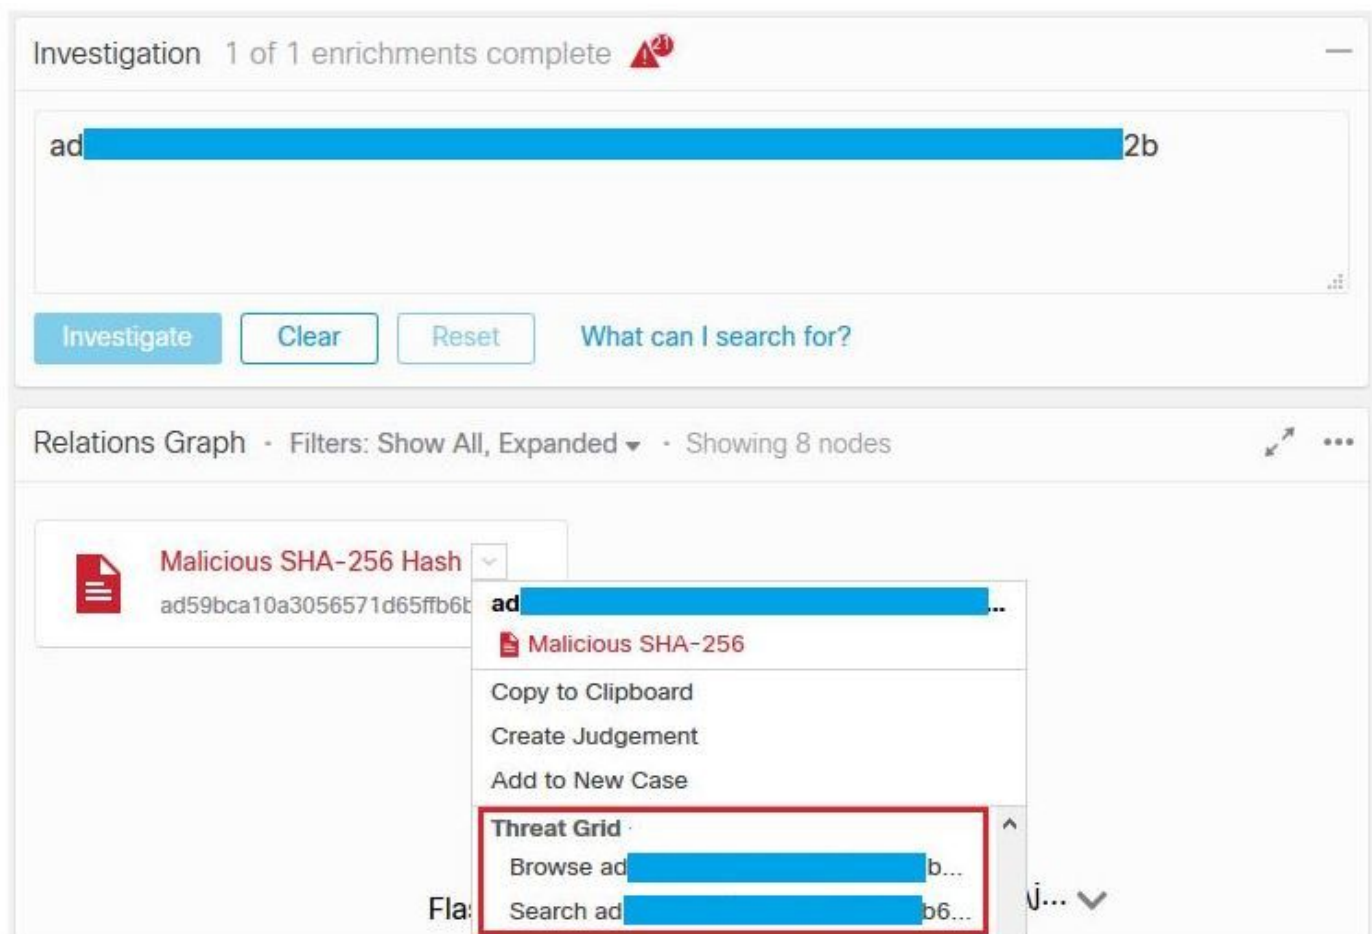 Investigation 1 of 1 enrichments complete 21
ad 2b
Investigate Clear Reset What can I search for?
Relations Graph · Filters: Show All, Expanded · Showing 8 nodes
Malicious SHA-256 Hash
ad59bca10a3056571d65ffb6b
ad ...
Malicious SHA-256
Copy to Clipboard
Create Judgement
Add to New Case
Threat Grid
Browse ad b...
Fla
Search ad b6...